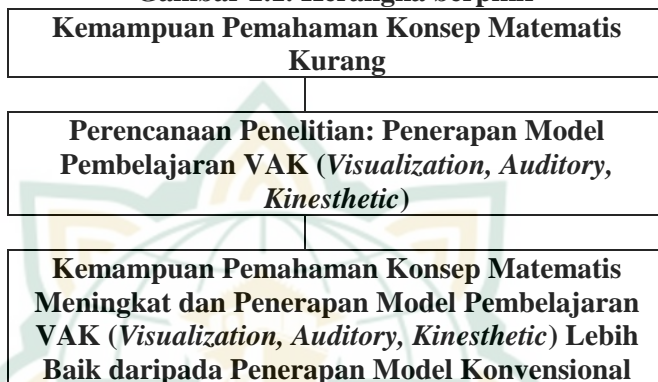 Kemampuan Pemahaman Konsep Matematis
Kurang
Perencanaan Penelitian: Penerapan Model
Pembelajaran VAK (Visualization, Auditory,
Kinesthetic)
Kemampuan Pemahaman Konsep Matematis
Meningkat dan Penerapan Model Pembelajaran
VAK (Visualization, Auditory, Kinesthetic) Lebih
Baik daripada Penerapan Model Konvensional